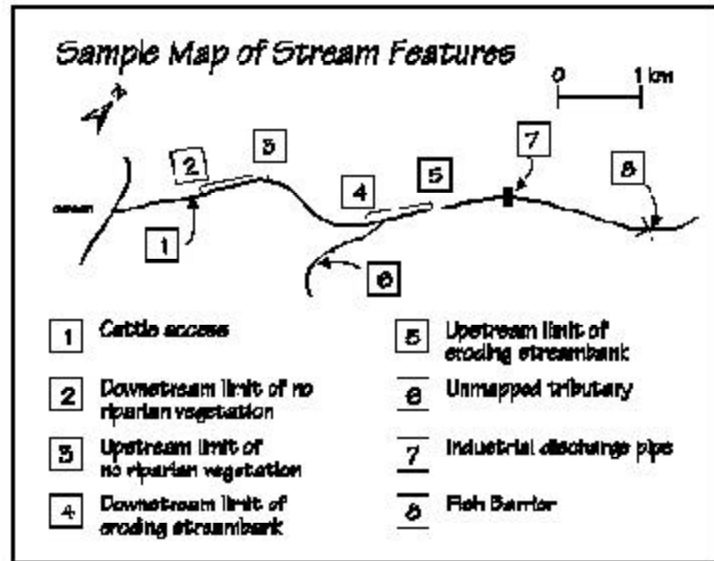 Sample Map of Stream Features
0 1 km
N
2 3 7 8
4 5
1 6
1 Cattle access
2 Downstream limit of no
riparian vegetation
3 Upstream limit of
no riparian vegetation
4 Downstream limit of
eroding streambank
5 Upstream limit of
eroding streambank
6 Unmapped tributary
7 Industrial discharge pipe
8 Fish Barrier